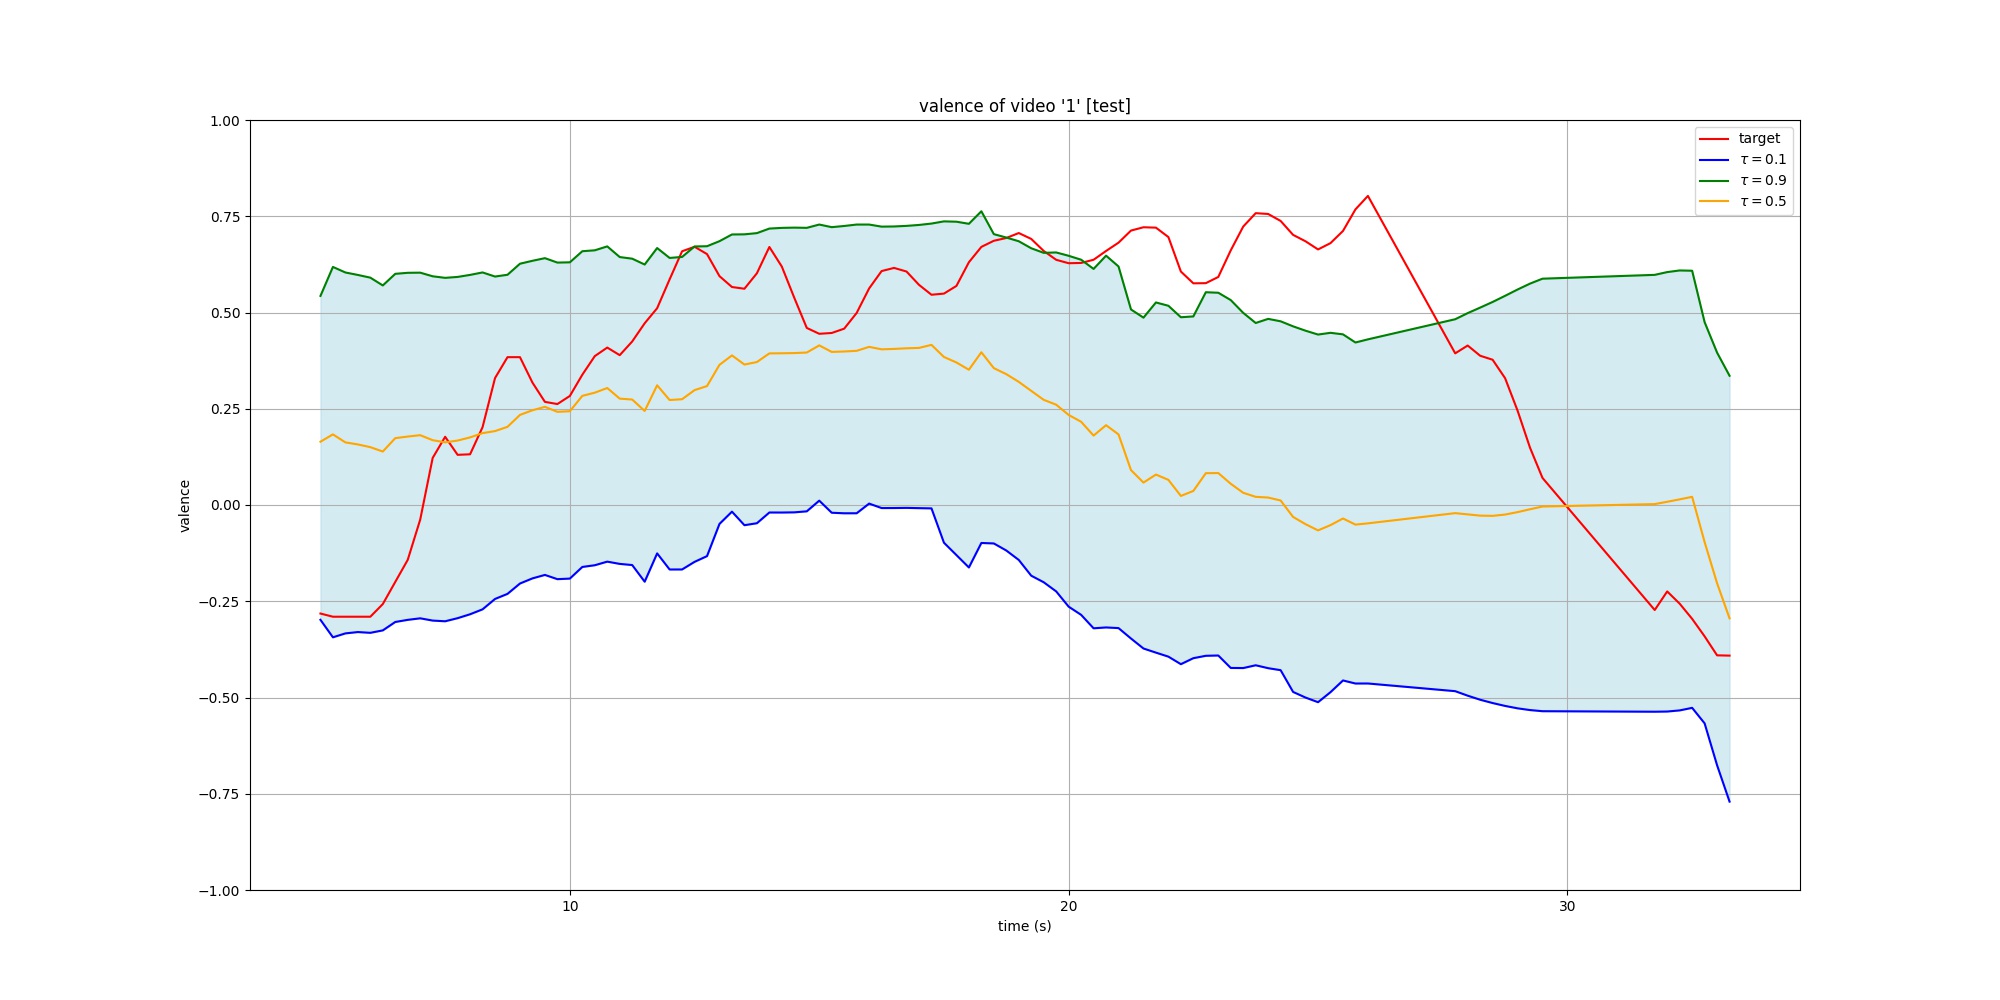 valence of video '1' [test]
target
τ = 0.1
τ = 0.9
τ = 0.5
1.00
0.75
0.50
0.25
0.00
−0.25
−0.50
−0.75
−1.00
valence
10 20 30
time (s)